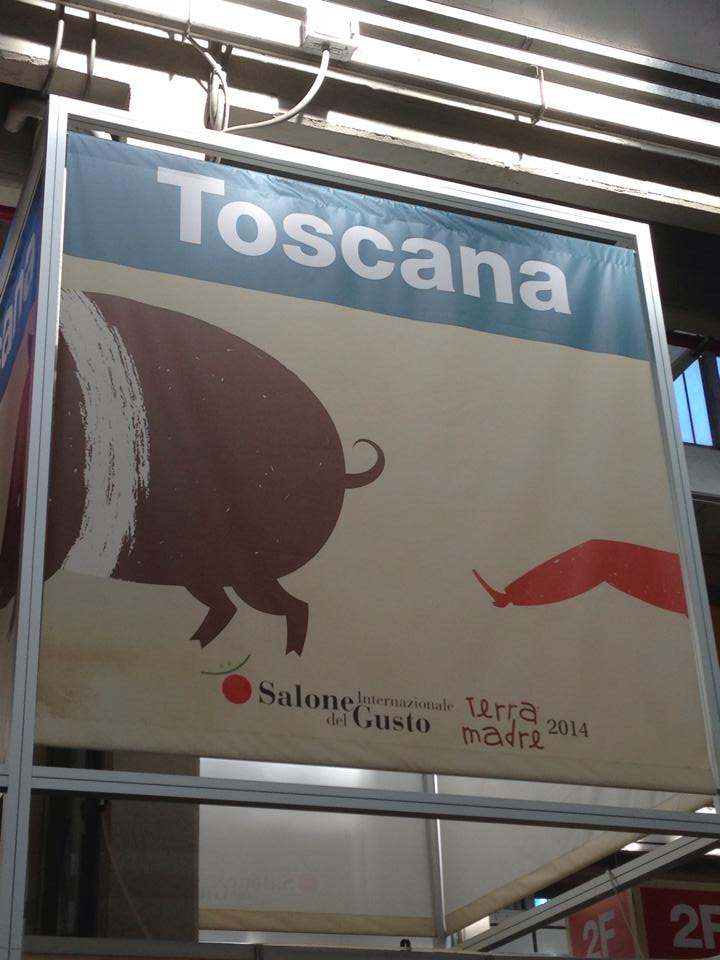 Toscana
Salone Internazionale
del Gusto
Terra
madre 2014
2F
2F